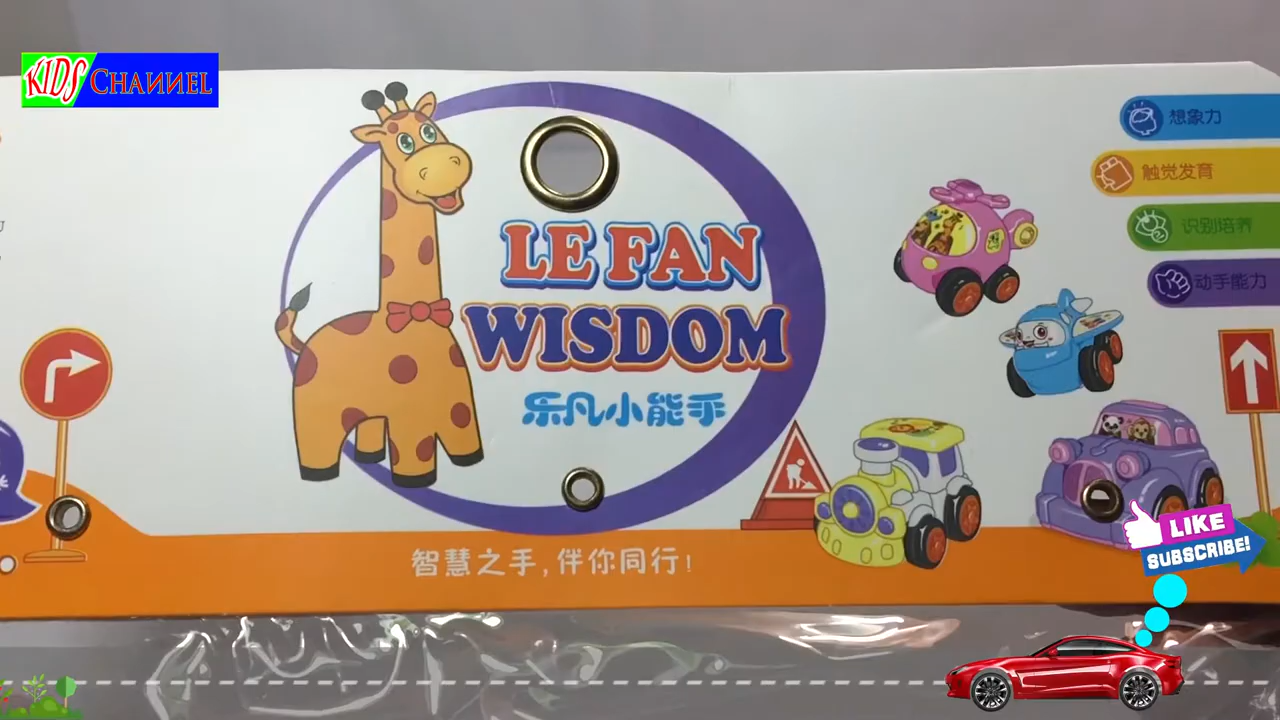 KIDS CHANNEL
想象力
触觉发育
识别培养
动手能力
LE FAN
WISDOM
乐凡小能手
智慧之手,伴你同行!
LIKE
SUBSCRIBE!